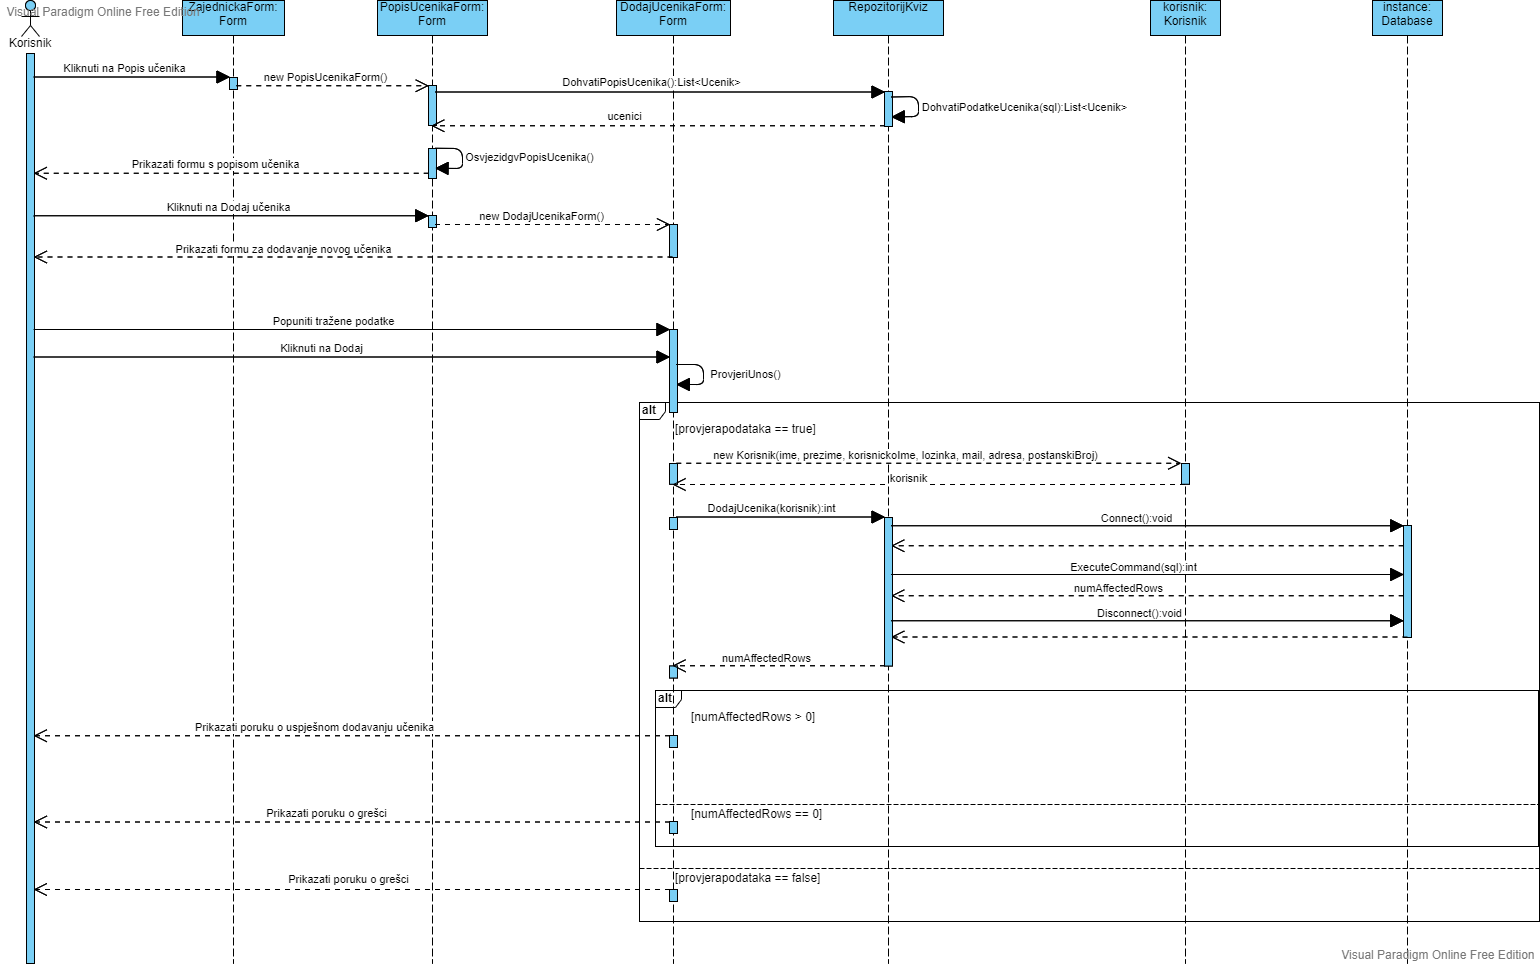 Visual Paradigm Online Free Edition
ZajednickaForm:
Form
PopisUcenikaForm:
Form
DodajUcenikaForm:
Form
RepozitorijKviz
korisnik:
Korisnik
instance:
Database
Korisnik
Kliknuti na Popis učenika
new PopisUcenikaForm()
DohvatiPopisUcenika():List<Ucenik>
DohvatiPodatkeUcenika(sql):List<Ucenik>
ucenici
OsvjezidgvPopisUcenika()
Prikazati formu s popisom učenika
Kliknuti na Dodaj učenika
new DodajUcenikaForm()
Prikazati formu za dodavanje novog učenika
Popuniti tražene podatke
Kliknuti na Dodaj
ProvjeriUnos()
alt
[provjerapodataka == true]
new Korisnik(ime, prezime, korisnickoIme, lozinka, mail, adresa, postanskiBroj)
korisnik
DodajUcenika(korisnik):int
Connect():void
ExecuteCommand(sql):int
numAffectedRows
Disconnect():void
numAffectedRows
alt
[numAffectedRows > 0]
Prikazati poruku o uspješnom dodavanju učenika
[numAffectedRows == 0]
Prikazati poruku o grešci
[provjerapodataka == false]
Prikazati poruku o grešci
Visual Paradigm Online Free Edition